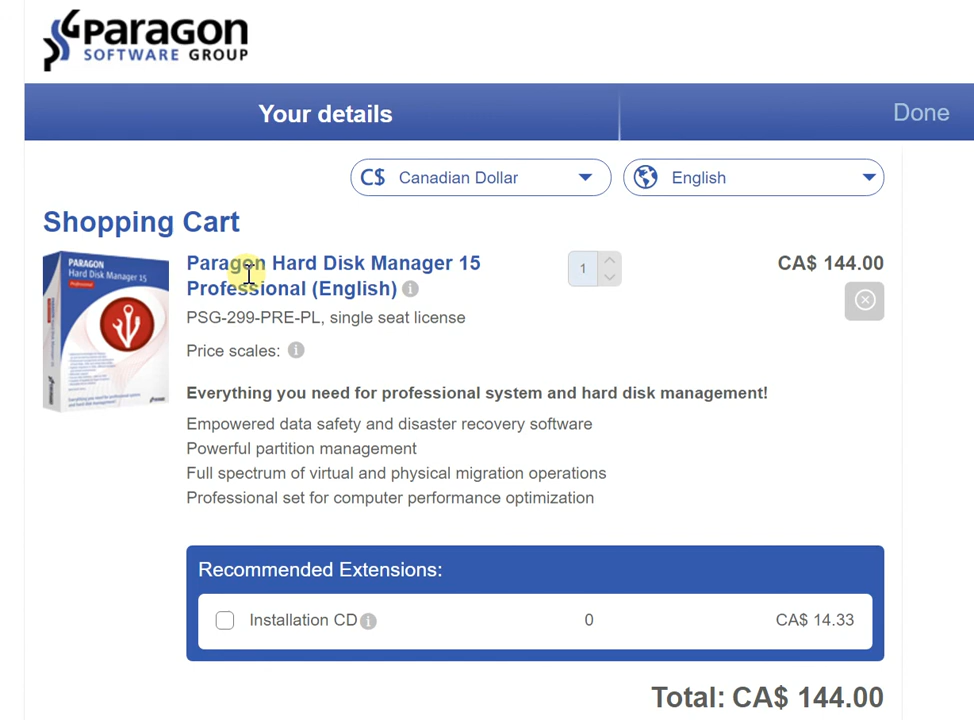 PARAGON
SOFTWARE GROUP
Your details
Done
C$ Canadian Dollar
English
Shopping Cart
PARAGON
Hard Disk Manager 15
Professional
Paragon Hard Disk Manager 15
Professional (English)
1
CA$ 144.00
PSG-299-PRE-PL, single seat license
Price scales:
Everything you need for professional system and hard disk management!
Empowered data safety and disaster recovery software
Powerful partition management
Full spectrum of virtual and physical migration operations
Professional set for computer performance optimization
Recommended Extensions:
Installation CD 0 CA$ 14.33
Total: CA$ 144.00